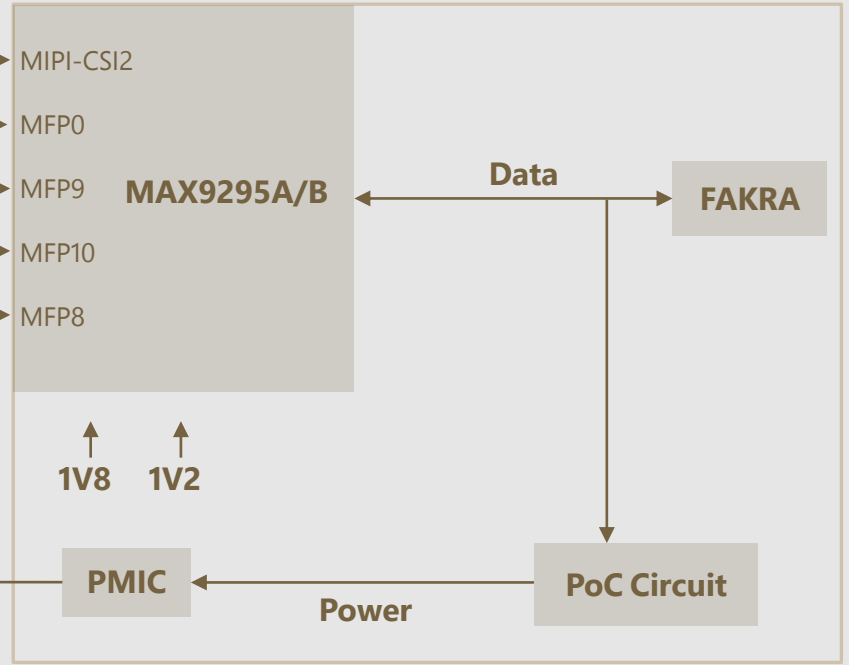 MIPI-CSI2
MFP0
MFP9
MAX9295A/B
MFP10
MFP8
Data
FAKRA
1V8
1V2
PMIC
Power
PoC Circuit